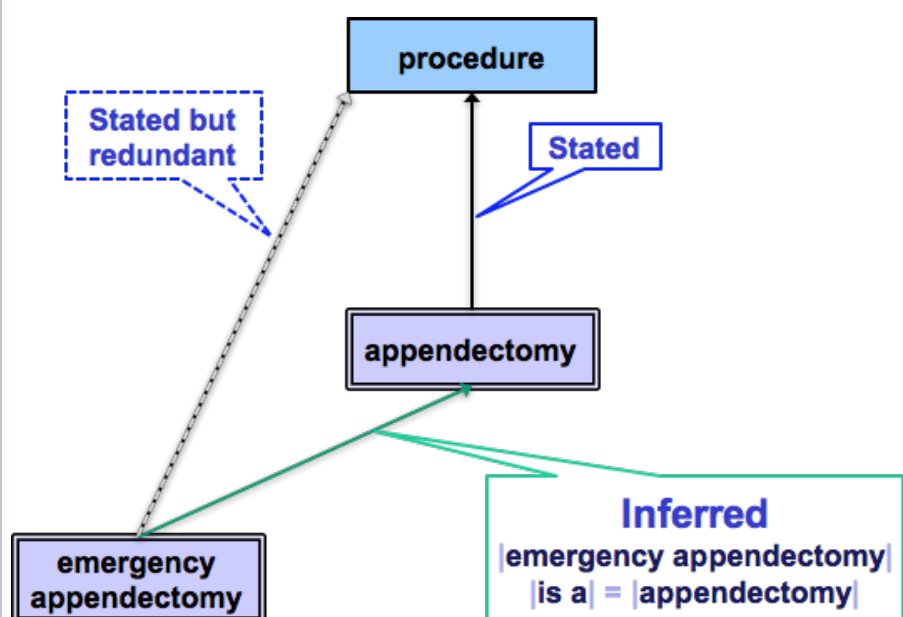 procedure
Stated but
redundant
Stated
appendectomy
Inferred
|emergency appendectomy|
|is a| = |appendectomy|
emergency
appendectomy